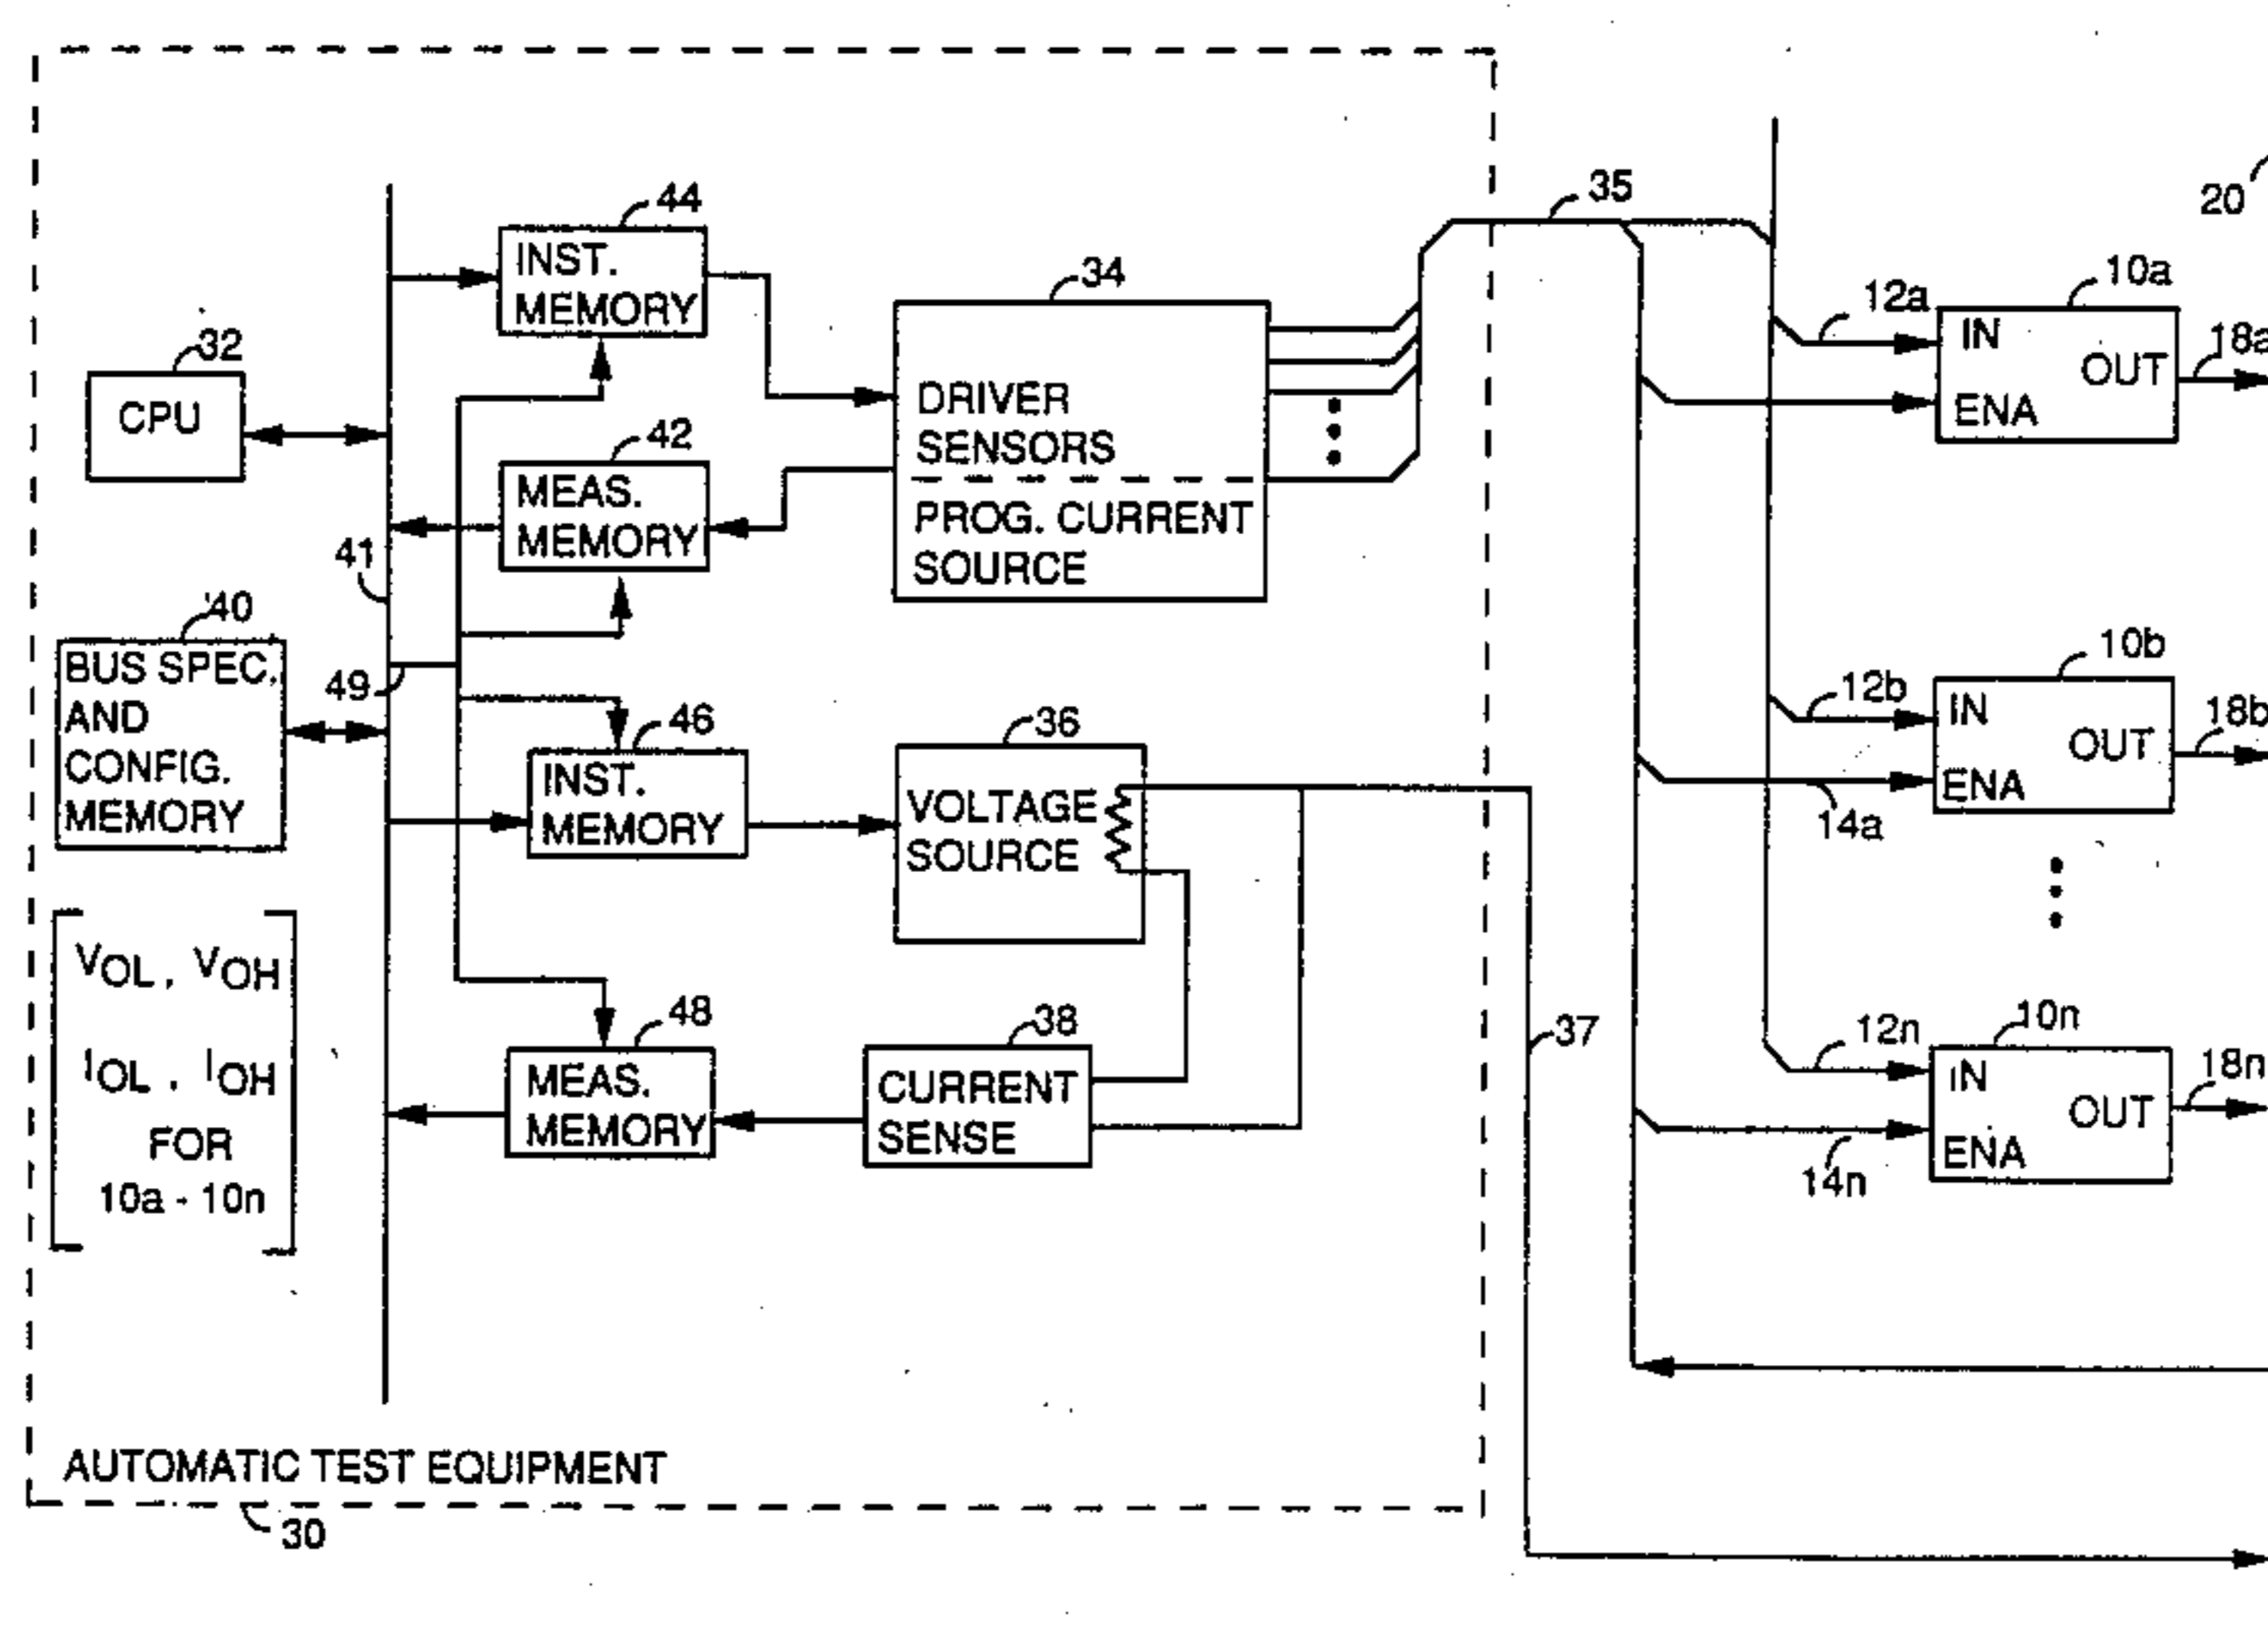 44
INST.
MEMORY
32
CPU
42
MEAS.
MEMORY
34
DRIVER
SENSORS
PROG. CURRENT
SOURCE
35
41
40
BUS SPEC.
AND
CONFIG.
MEMORY
49
46
INST.
MEMORY
36
VOLTAGE
SOURCE
48
MEAS.
MEMORY
38
CURRENT
SENSE
37
VOL, VOH
IOL, IOH
FOR
10a - 10n
AUTOMATIC TEST EQUIPMENT
30
20
10a
12a
IN
OUT
ENA
18a
10b
12b
IN
OUT
ENA
18b
14a
10n
12n
IN
OUT
ENA
18n
14n